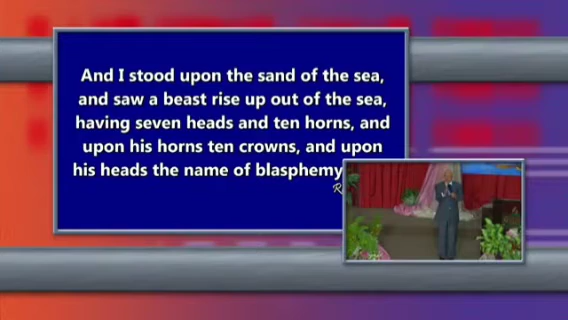 And I stood upon the sand of the sea,
and saw a beast rise up out of the sea,
having seven heads and ten horns, and
upon his horns ten crowns, and upon
his heads the name of blasphemy